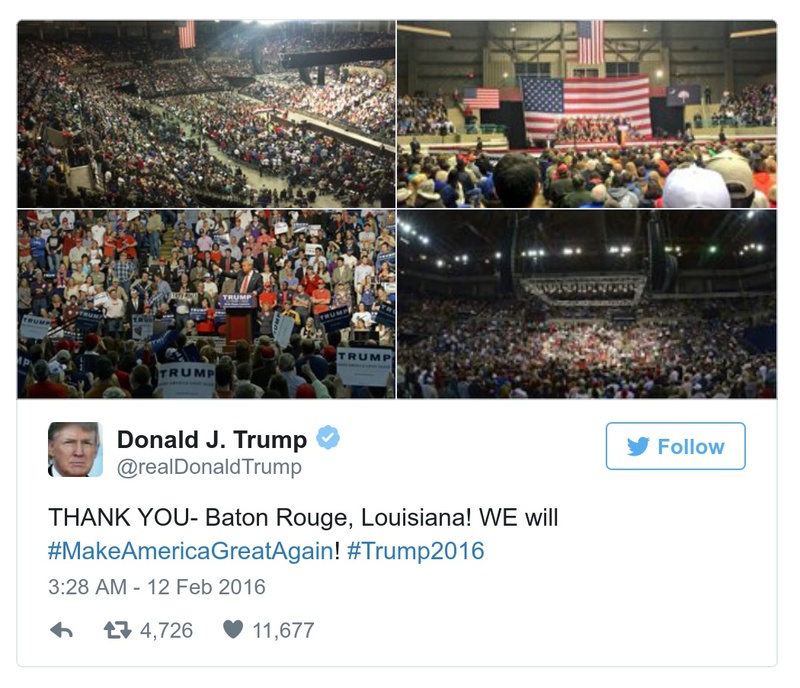 TRUMP
TRUMP
TRUMP
TRUMP
TRUMP
TRUMP
Donald J. Trump
@realDonaldTrump
Follow
THANK YOU- Baton Rouge, Louisiana! WE will
#MakeAmericaGreatAgain! #Trump2016
3:28 AM - 12 Feb 2016
4,726 11,677